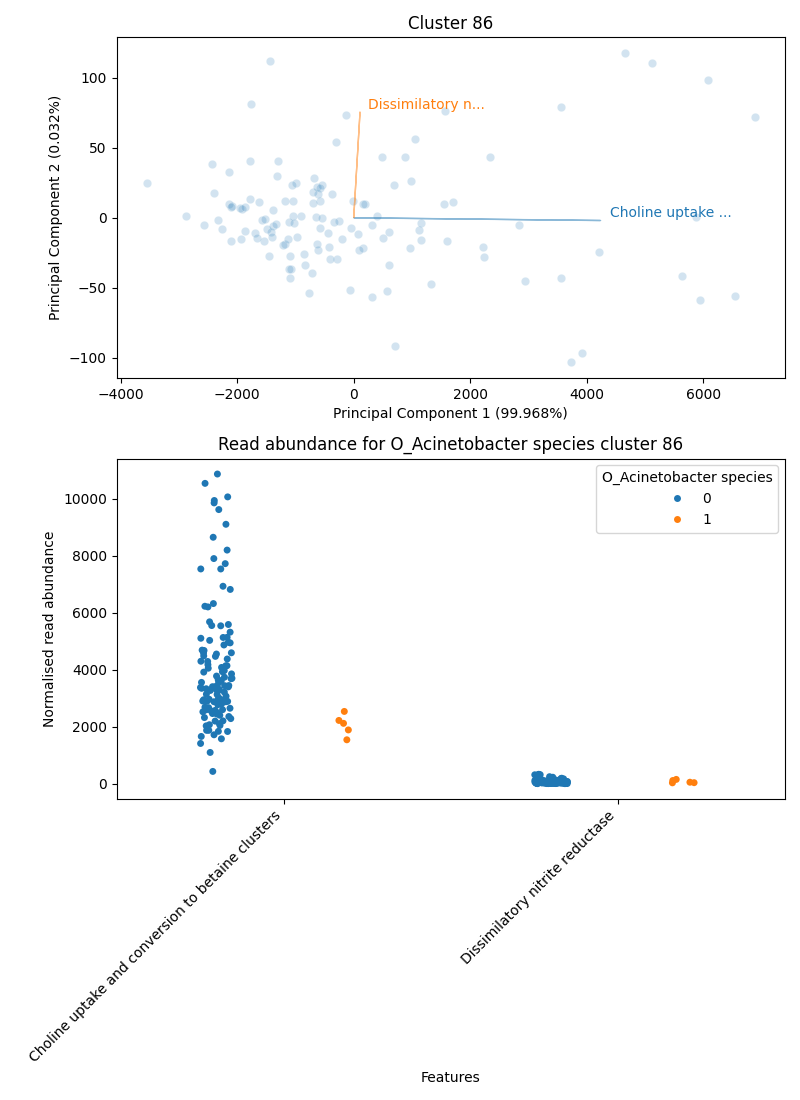 Cluster 86
100
50
0
−50
−100
Principal Component 2 (0.032%)
Dissimilatory n...
Choline uptake ...
−4000
−2000
0
2000
4000
6000
Principal Component 1 (99.968%)
Read abundance for O_Acinetobacter species cluster 86
10000
8000
6000
4000
2000
0
Normalised read abundance
O_Acinetobacter species
0
1
Choline uptake and conversion to betaine clusters
Dissimilatory nitrite reductase
Features